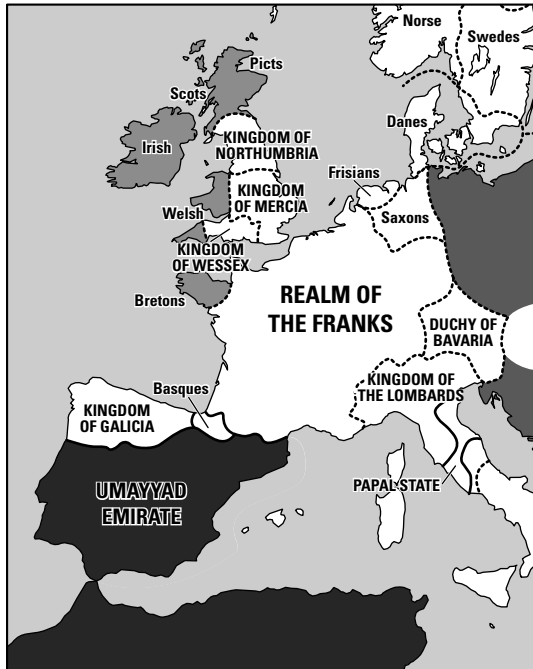 Norse
Swedes
Picts
Scots
Danes
Irish
KINGDOM OF
NORTHUMBRIA
Frisians
KINGDOM
OF MERCIA
Welsh
Saxons
KINGDOM
OF WESSEX
Bretons
REALM OF
THE FRANKS
DUCHY OF
BAVARIA
KINGDOM OF
THE LOMBARDS
Basques
KINGDOM
OF GALICIA
PAPAL STATE
UMAYYAD
EMIRATE